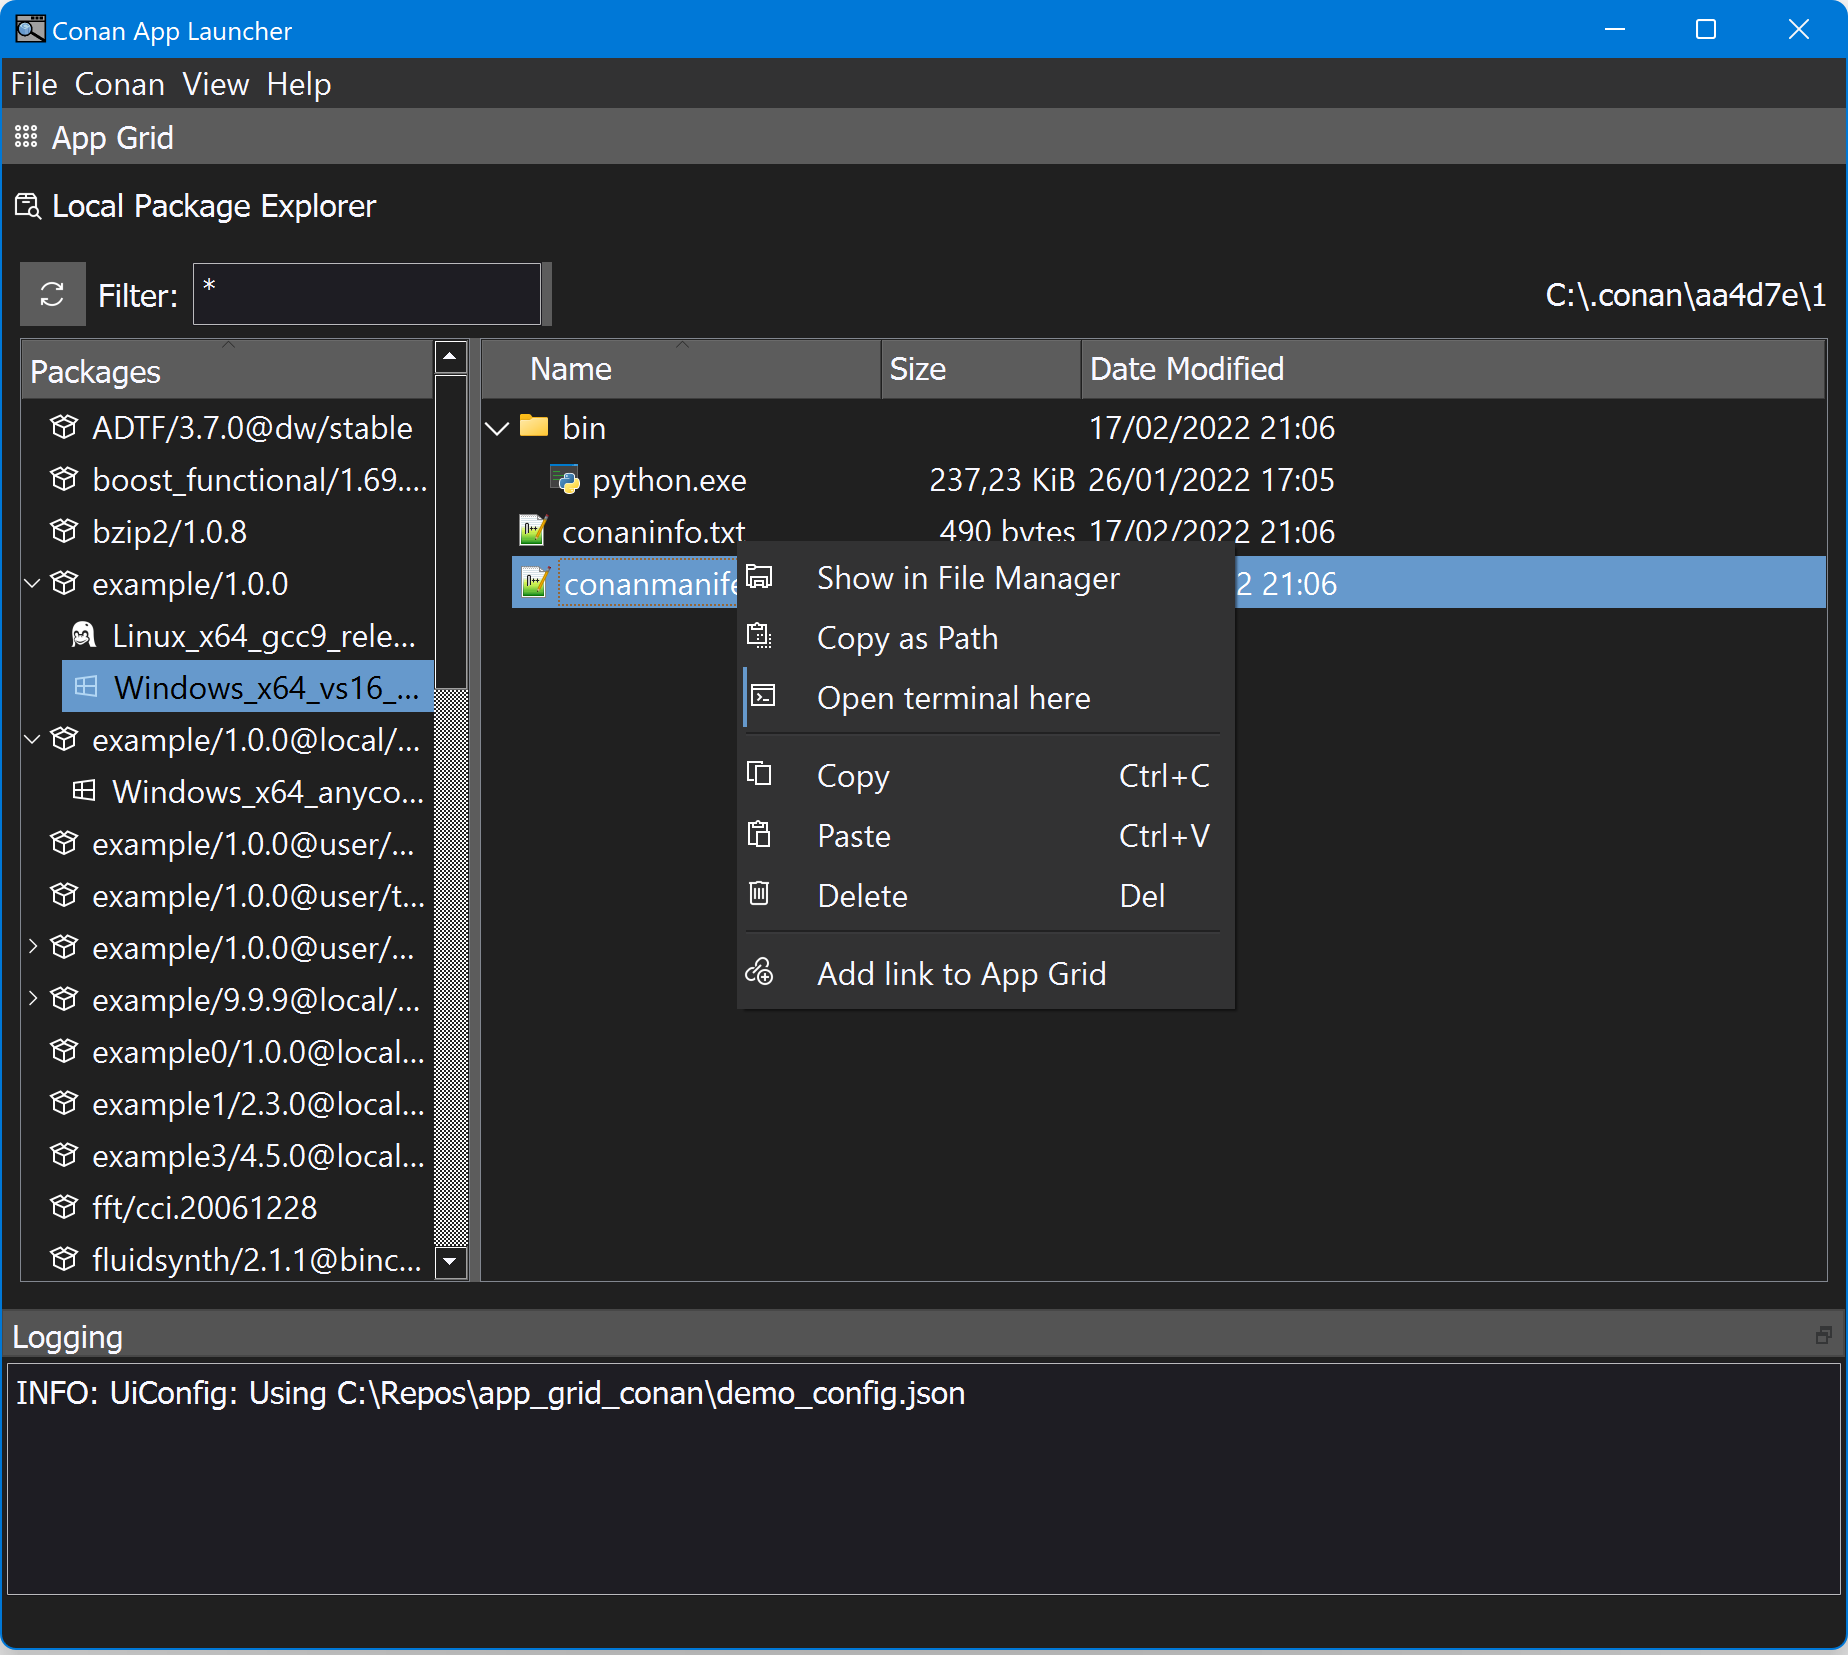 Conan App Launcher
File Conan View Help
App Grid
Local Package Explorer
Filter: *
C:\.conan\aa4d7e\1
Packages
ADTF/3.7.0@dw/stable
boost_functional/1.69....
bzip2/1.0.8
example/1.0.0
Linux_x64_gcc9_rele...
Windows_x64_vs16_...
example/1.0.0@local/...
Windows_x64_anyco...
example/1.0.0@user/...
example/1.0.0@user/t...
example/1.0.0@user/...
example/9.9.9@local/...
example0/1.0.0@local...
example1/2.3.0@local...
example3/4.5.0@local...
fft/cci.20061228
fluidsynth/2.1.1@binc...
Name Size Date Modified
bin 17/02/2022 21:06
python.exe 237,23 KiB 26/01/2022 17:05
conaninfo.txt 490 bytes 17/02/2022 21:06
conanmanife 2 21:06
Show in File Manager
Copy as Path
Open terminal here
Copy Ctrl+C
Paste Ctrl+V
Delete Del
Add link to App Grid
Logging
INFO: UiConfig: Using C:\Repos\app_grid_conan\demo_config.json